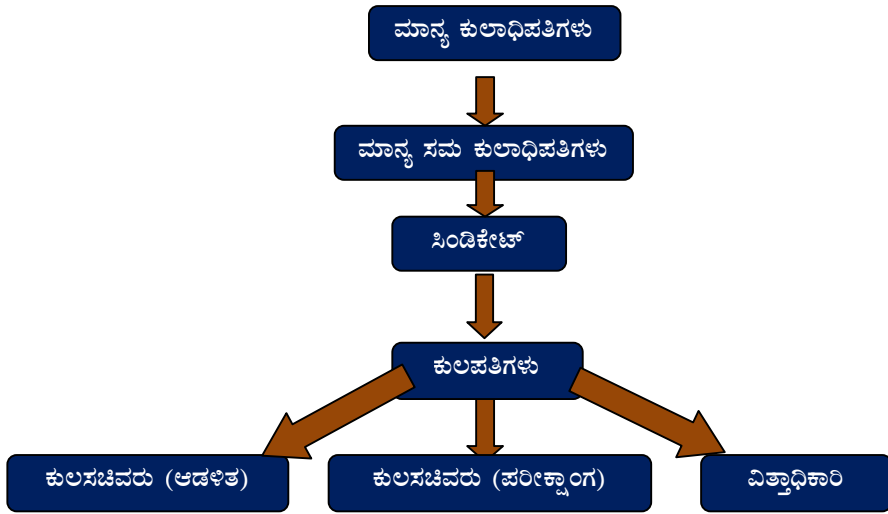 ಮಾನ್ಯ ಕುಲಾಧಿಪತಿಗಳು
ಮಾನ್ಯ ಸಮ ಕುಲಾಧಿಪತಿಗಳು
ಸಿಂಡಿಕೇಟ್
ಕುಲಪತಿಗಳು
ಕುಲಸಚಿವರು (ಆಡಳಿತ)
ಕುಲಸಚಿವರು (ಪರೀಕ್ಷಾಂಗ)
ವಿತ್ತಾಧಿಕಾರಿ